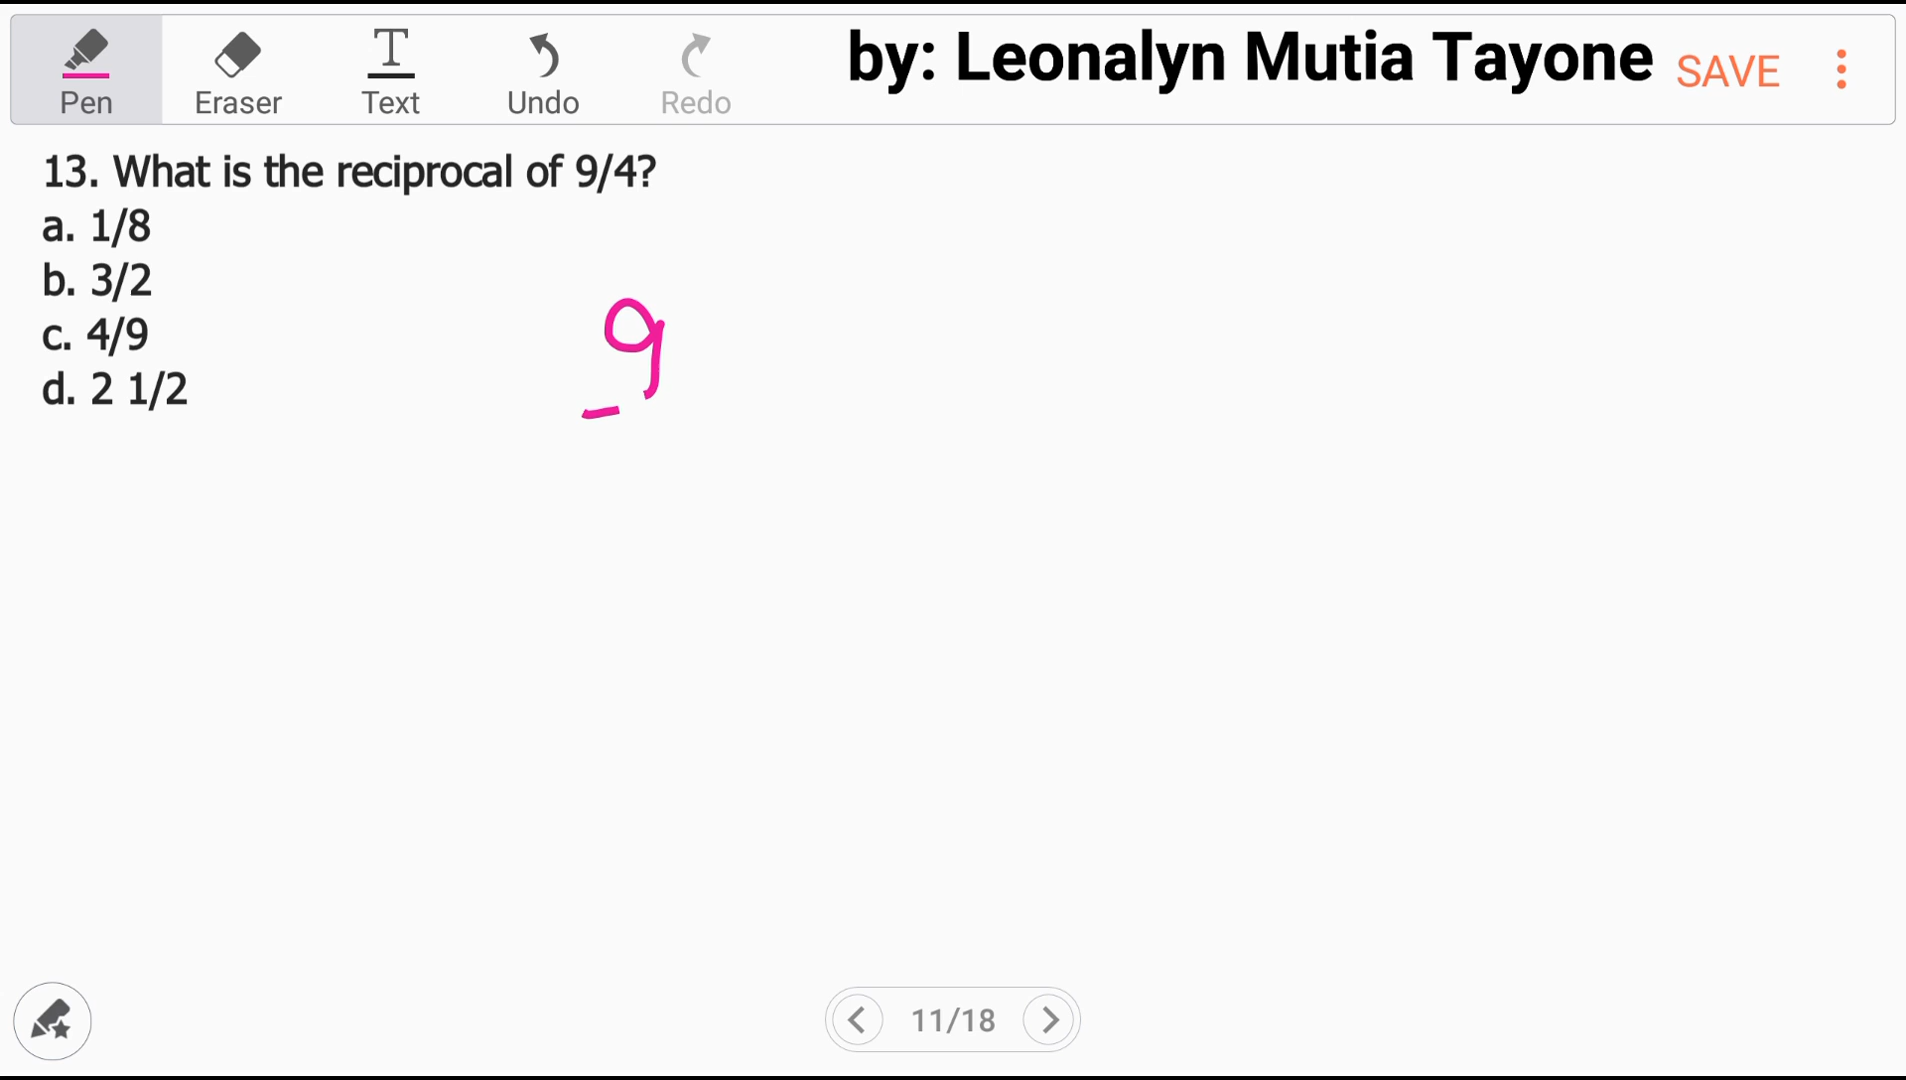 Pen
Eraser
Text
Undo
Redo
by: Leonalyn Mutia Tayone
SAVE
13. What is the reciprocal of 9/4?
a. 1/8
b. 3/2
c. 4/9
d. 2 1/2
9
11/18